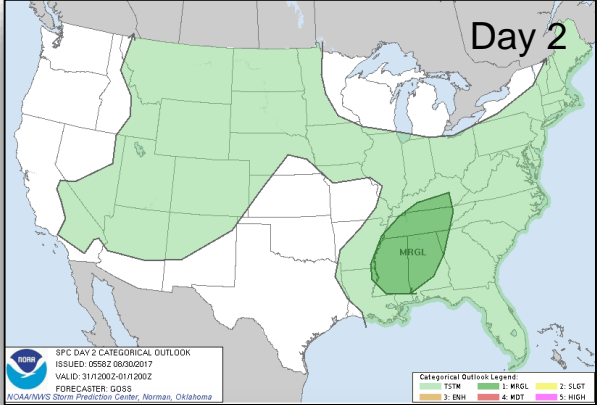 Day 2
MRGL
NOAA
SPC DAY 2 CATEGORICAL OUTLOOK
ISSUED: 0558Z 08/30/2017
VALID: 31/1200Z-01/1200Z
FORECASTER: GOSS
NOAA/NWS Storm Prediction Center, Norman, Oklahoma
Categorical Outlook Legend:
TSTM 1: MRGL 2: SLGT
3: ENH 4: MDT 5: HIGH